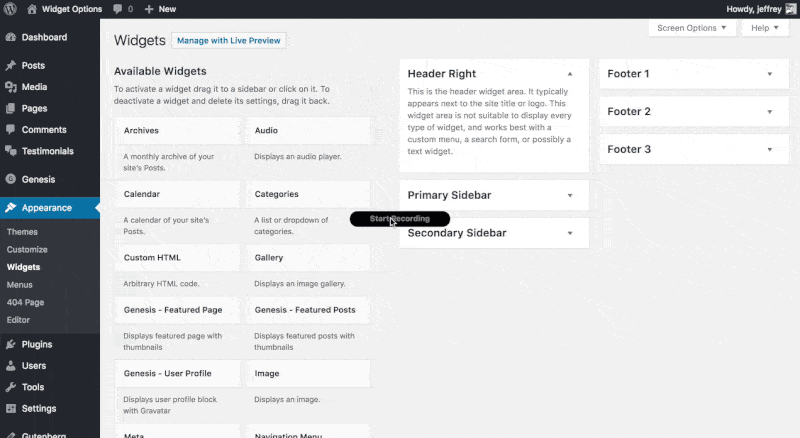 Widget Options 0 New
Howdy, jeffrey
Dashboard
Posts
Media
Pages
Comments
Testimonials
Genesis
Appearance
Themes
Customize
Widgets
Menus
404 Page
Editor
Plugins
Users
Tools
Settings
Gutenberg
Screen Options
Help
Widgets
Manage with Live Preview
Available Widgets
To activate a widget drag it to a sidebar or click on it. To
deactivate a widget and delete its settings, drag it back.
Archives
A monthly archive of your
site's Posts.
Audio
Displays an audio player.
Calendar
A calendar of your site's
Posts.
Categories
A list or dropdown of
categories.
Custom HTML
Arbitrary HTML code.
Gallery
Displays an image gallery.
Genesis - Featured Page
Displays featured page with
thumbnails
Genesis - Featured Posts
Displays featured posts with
thumbnails
Genesis - User Profile
Displays user profile block
with Gravatar
Image
Displays an image.
Meta
Navigation Menu
Start Recording
Header Right
This is the header widget area. It typically
appears next to the site title or logo. This
widget area is not suitable to display every
type of widget, and works best with a
custom menu, a search form, or possibly a
text widget.
Primary Sidebar
Secondary Sidebar
Footer 1
Footer 2
Footer 3